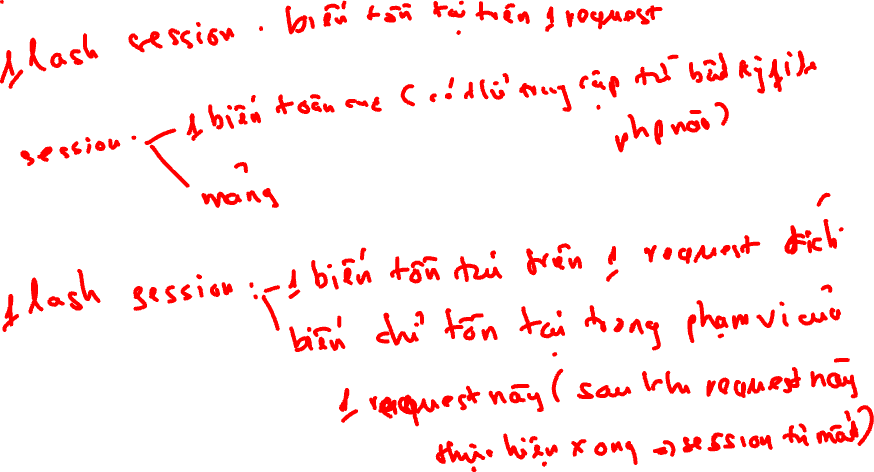 flash session. biến tồn tại trên 1 request
session. - 1 biến toàn cục (có thể truy cập từ bất kỳ file
php nào)
mảng
flash session: - 1 biến tồn tại trên 1 request đích
biến chỉ tồn tại trong phạm vi của
1 request này (sau khi request này
thực hiện xong => session tự mất)